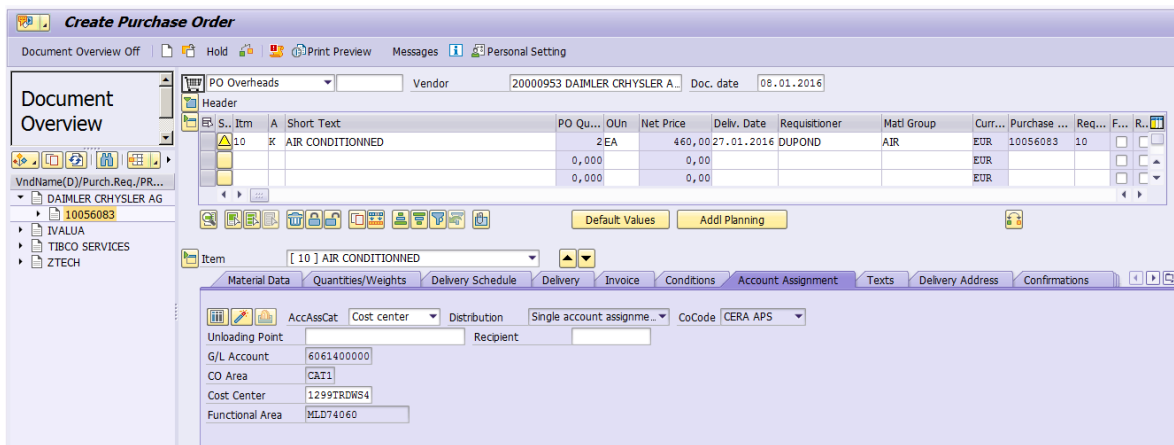 Create Purchase Order
Document Overview Off Hold Print Preview Messages Personal Setting
Document Overview
VndName(D)/Purch.Req./PR...
DAIMLER CRHYSLER AG
10056083
IVALUA
TIBCO SERVICES
ZTECH
PO Overheads Vendor 20000953 DAIMLER CRHYSLER A... Doc. date 08.01.2016
Header
S.. Itm A Short Text PO Qu... OUn Net Price Deliv. Date Requisitioner Matl Group Curr... Purchase ... Req... F... R...
10 K AIR CONDITIONNED 2 EA 460,00 27.01.2016 DUPOND AIR EUR 10056083 10
0,000 0,00 EUR
0,000 0,00 EUR
Default Values Addl Planning
Item [ 10 ] AIR CONDITIONNED
Material Data Quantities/Weights Delivery Schedule Delivery Invoice Conditions Account Assignment Texts Delivery Address Confirmations
AccAssCat Cost center Distribution Single account assignme... CoCode CERA APS
Unloading Point Recipient
G/L Account 6061400000
CO Area CAT1
Cost Center 1299TRDWS4
Functional Area MLD74060